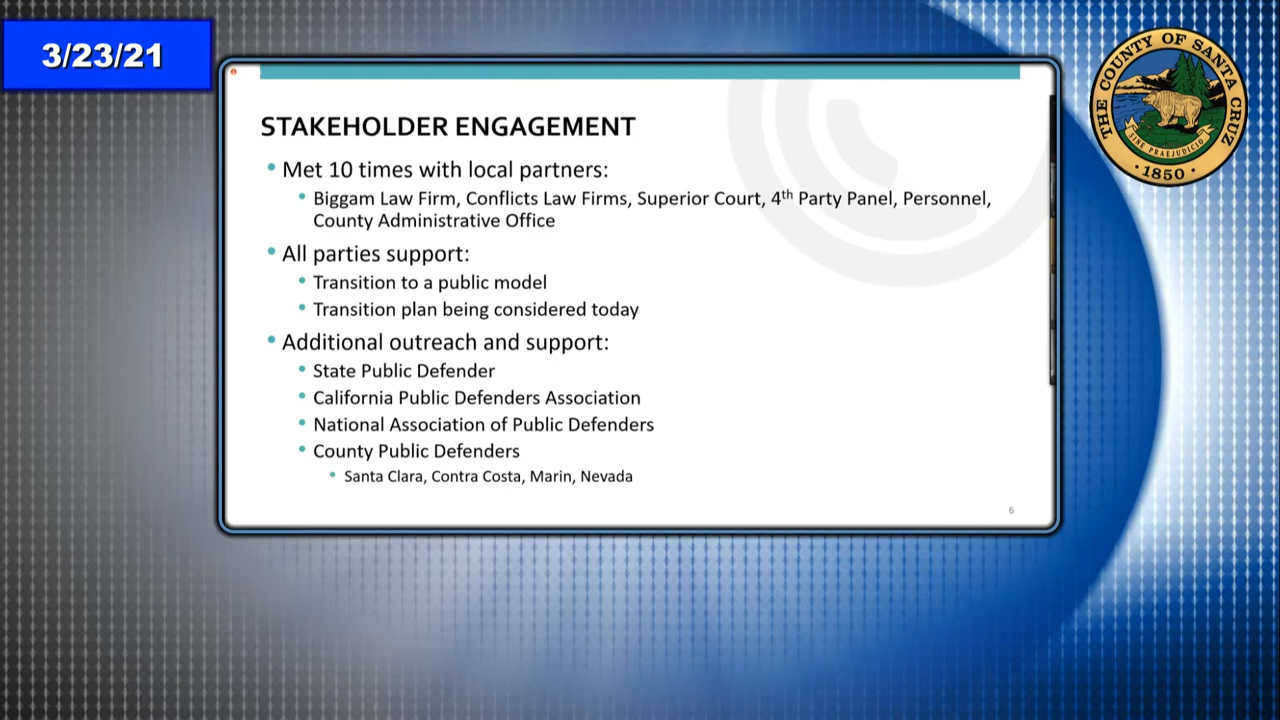 3/23/21
THE COUNTY OF SANTA CRUZ
SINE PRAEJUDICIO
• 1850 •
STAKEHOLDER ENGAGEMENT
• Met 10 times with local partners:
• Biggam Law Firm, Conflicts Law Firms, Superior Court, 4th Party Panel, Personnel,
County Administrative Office
• All parties support:
• Transition to a public model
• Transition plan being considered today
• Additional outreach and support:
• State Public Defender
• California Public Defenders Association
• National Association of Public Defenders
• County Public Defenders
• Santa Clara, Contra Costa, Marin, Nevada
6